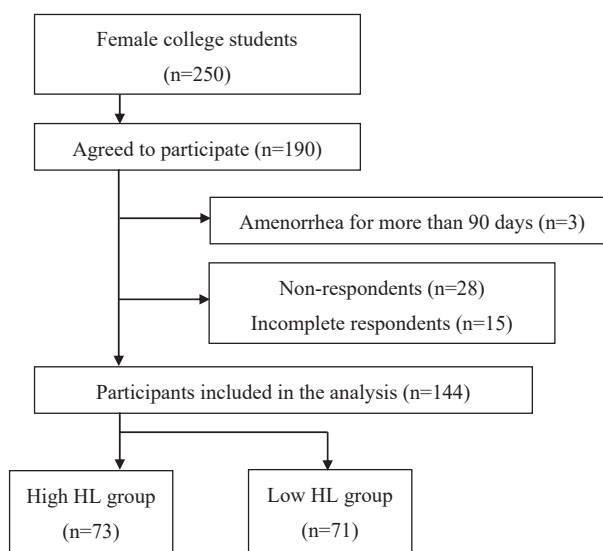 Female college students
(n=250)
Agreed to participate (n=190)
Amenorrhea for more than 90 days (n=3)
Non-respondents (n=28)
Incomplete respondents (n=15)
Participants included in the analysis (n=144)
High HL group
(n=73)
Low HL group
(n=71)